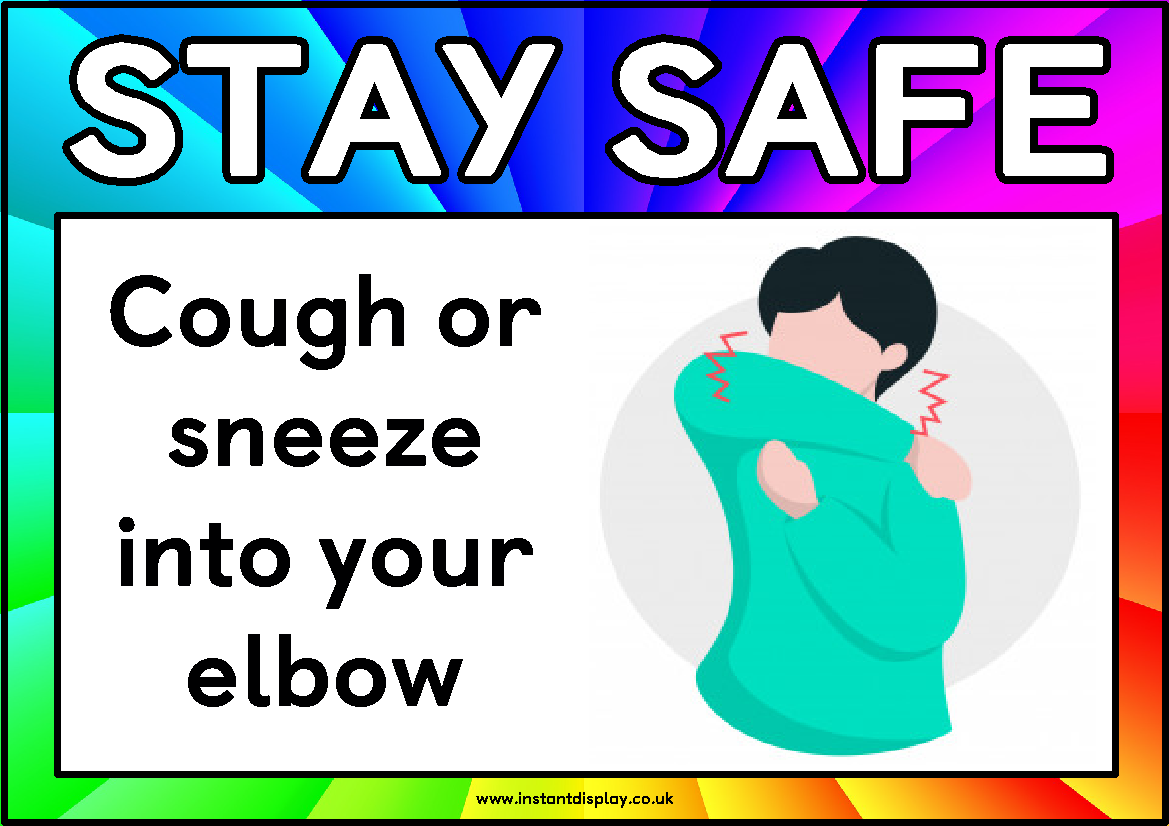 STAY SAFE
Cough or
sneeze
into your
elbow
www.instantdisplay.co.uk